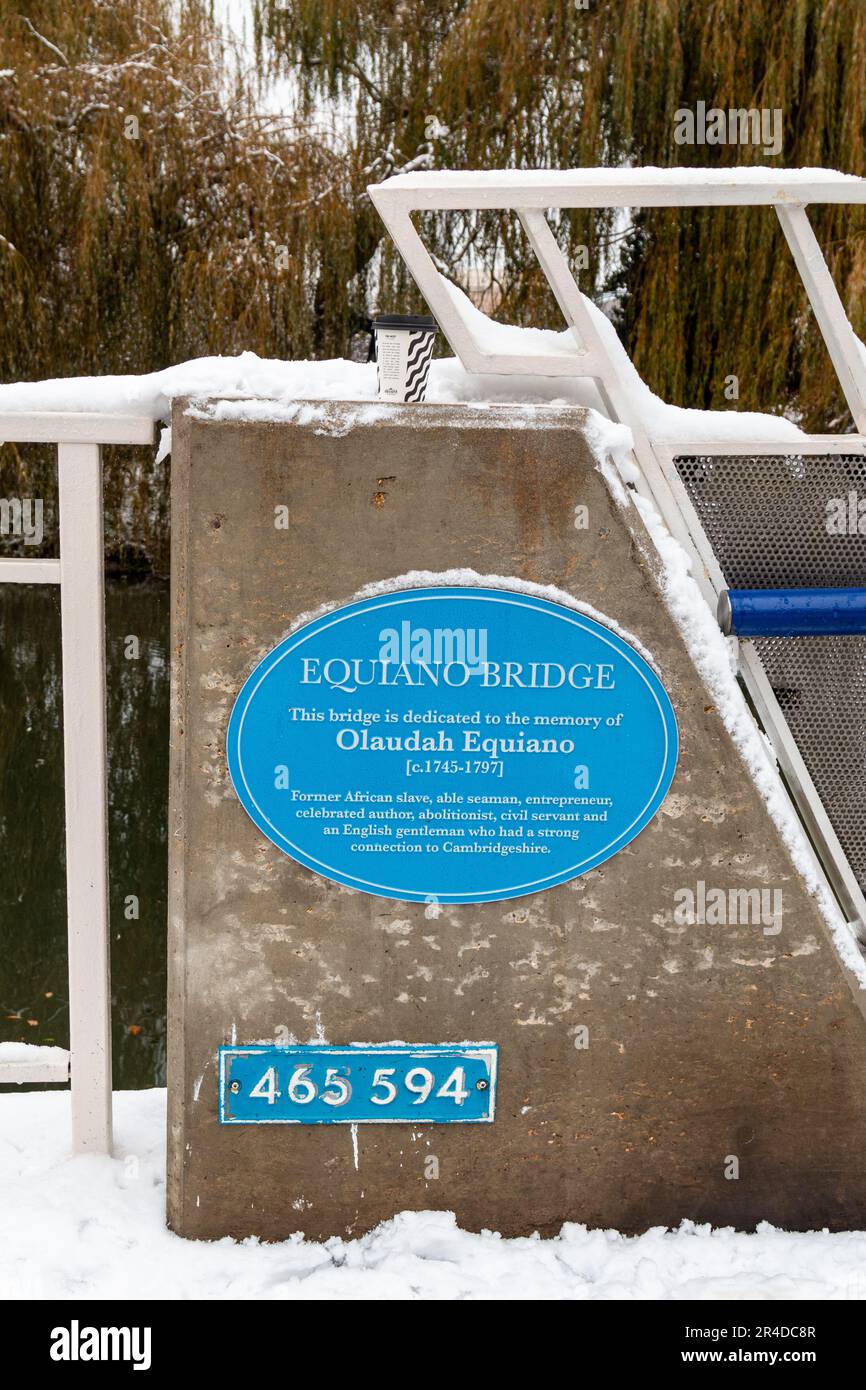 EQUIANO BRIDGE
This bridge is dedicated to the memory of
Olaudah Equiano
[c.1745-1797]
Former African slave, able seaman, entrepreneur,
celebrated author, abolitionist, civil servant and
an English gentleman who had a strong
connection to Cambridgeshire.
465 594
alamy
Image ID: 2R4DC8R
www.alamy.com